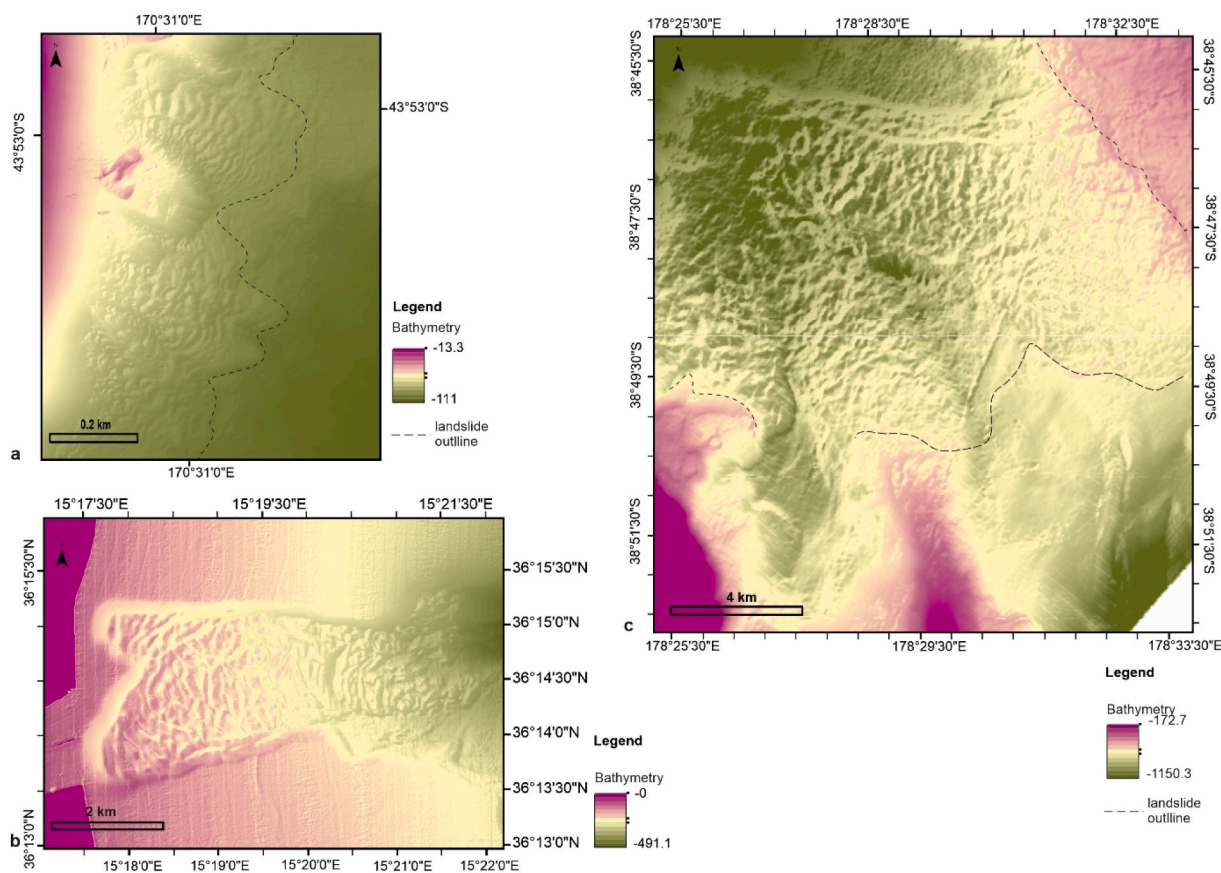 170°31'0"E
43°53'0"S
43°53'0"S
Legend
Bathymetry
-13.3
-111
landslide
outlline
0.2 km
a
170°31'0"E
15°17'30"E
15°19'30"E
15°21'30"E
36°15'30"N
36°15'30"N
36°15'0"N
36°14'30"N
36°14'0"N
36°14'0"N
36°13'30"N
36°13'0"N
36°13'0"N
2 km
b
15°18'0"E
15°19'0"E
15°20'0"E
15°21'0"E
15°22'0"E
Legend
Bathymetry
-0
-491.1
178°25'30"E
178°28'30"E
178°32'30"E
38°45'30"S
38°45'30"S
38°47'30"S
38°47'30"S
38°49'30"S
38°49'30"S
38°51'30"S
38°51'30"S
4 km
c
178°25'30"E
178°29'30"E
178°33'30"E
Legend
Bathymetry
-172.7
-1150.3
landslide
outlline